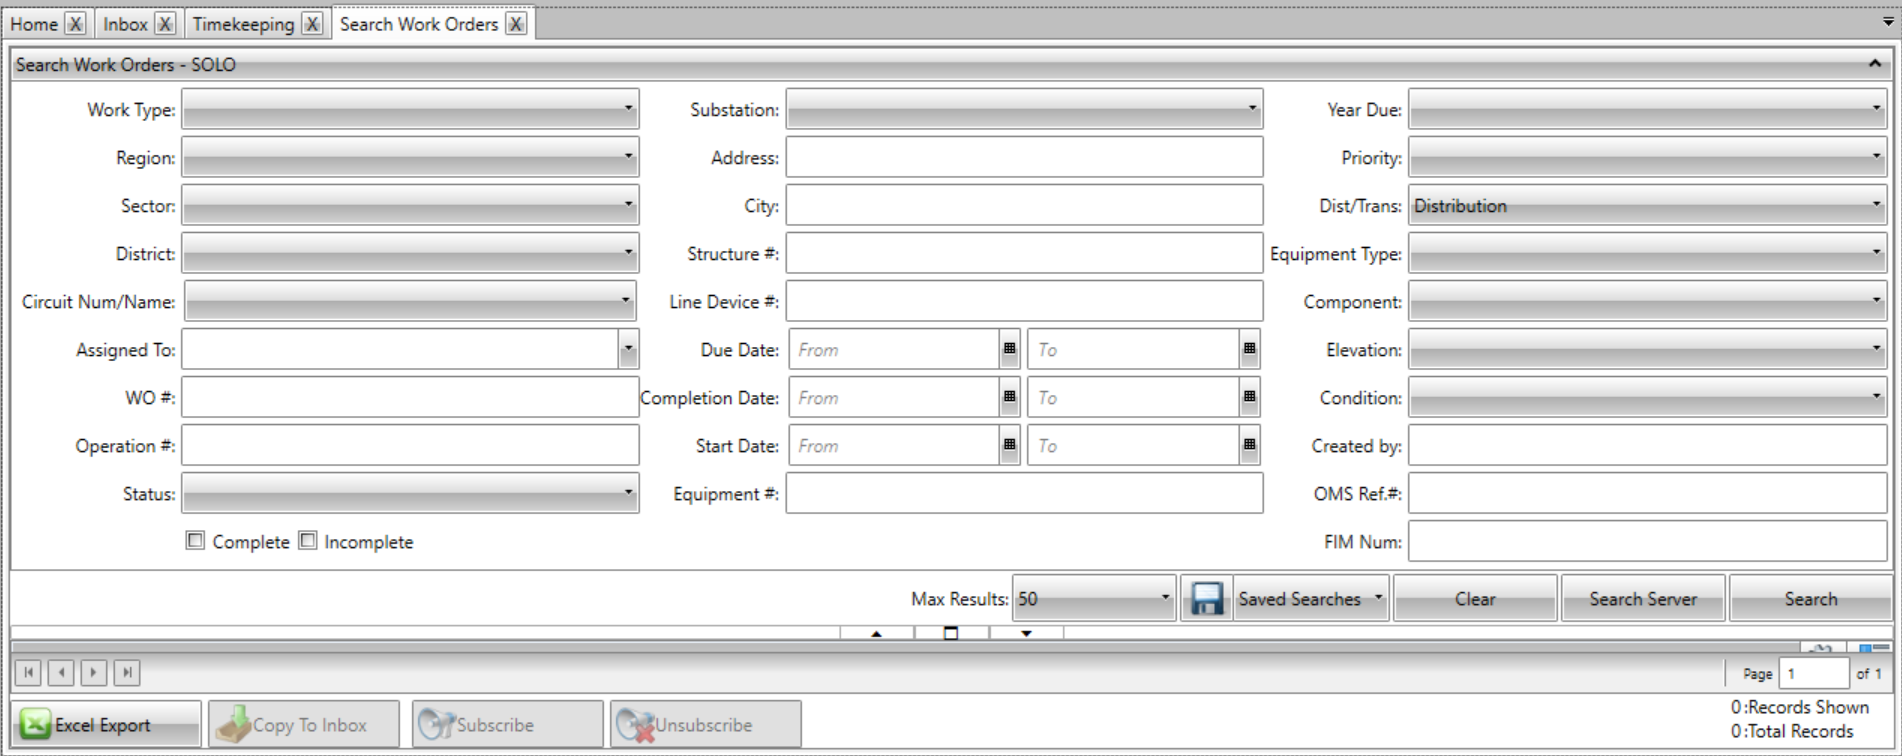 Home X Inbox X Timekeeping X Search Work Orders X
Search Work Orders - SOLO
Work Type: Substation: Year Due:
Region: Address: Priority:
Sector: City: Dist/Trans: Distribution
District: Structure #: Equipment Type:
Circuit Num/Name: Line Device #: Component:
Assigned To: Due Date: From To Elevation:
WO #: Completion Date: From To Condition:
Operation #: Start Date: From To Created by:
Status: Equipment #: OMS Ref.#:
Complete Incomplete FIM Num:
Max Results: 50 Saved Searches Clear Search Server Search
Page 1 of 1
Excel Export Copy To Inbox Subscribe Unsubscribe
0:Records Shown
0:Total Records